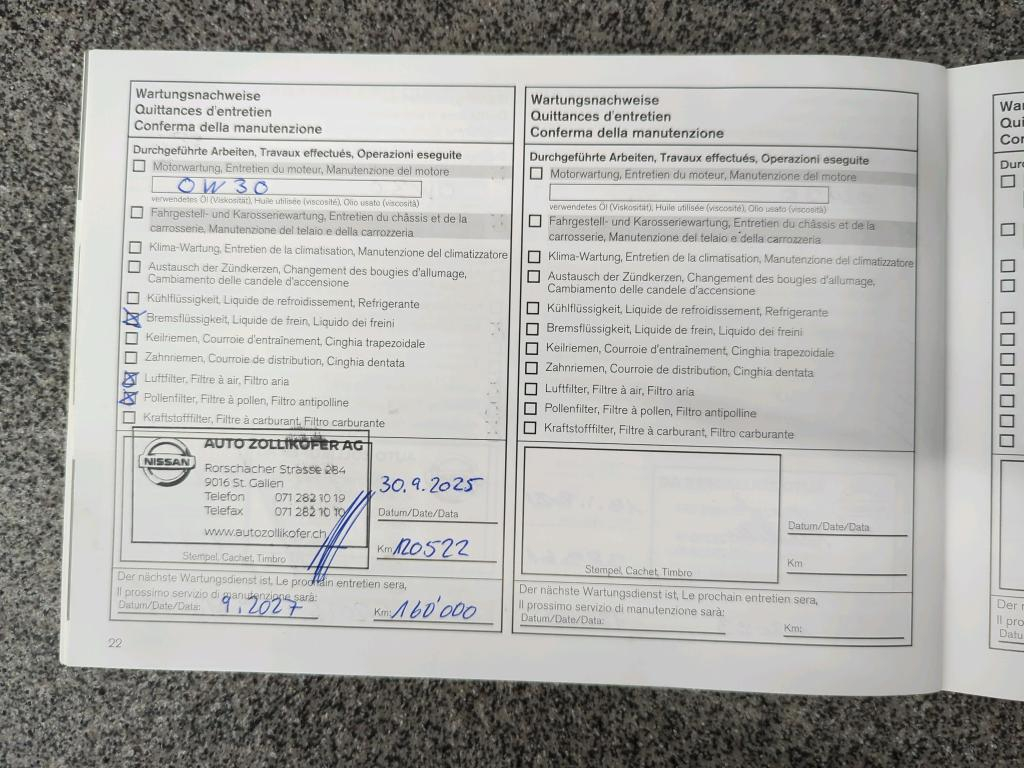 Wartungsnachweise
Quittances d'entretien
Conferma della manutenzione
Durchgeführte Arbeiten, Travaux effectués, Operazioni eseguite
Motorwartung, Entretien du moteur, Manutenzione del motore
0W30
verwendetes Öl (Viskosität), Huile utilisée (viscosité), Olio usato (viscosità)
Fahrgestell- und Karosseriewartung, Entretien du châssis et de la
carrosserie, Manutenzione del telaio e della carrozzeria
Klima-Wartung, Entretien de la climatisation, Manutenzione del climatizzatore
Austausch der Zündkerzen, Changement des bougies d'allumage,
Cambiamento delle candele d'accensione
Kühlflüssigkeit, Liquide de refroidissement, Refrigerante
Bremsflüssigkeit, Liquide de frein, Liquido dei freini
Keilriemen, Courroie d'entraînement, Cinghia trapezoidale
Zahnriemen, Courroie de distribution, Cinghia dentata
Luftfilter, Filtre à air, Filtro aria
Pollenfilter, Filtre à pollen, Filtro antipolline
Kraftstofffilter, Filtre à carburant, Filtro carburante
NISSAN
AUTO ZOLLIKOFER AG
Rorschacher Strasse 284
9016 St. Gallen
Telefon 071 282 10 19
Telefax 071 282 10 10
www.autozollikofer.ch
Stempel, Cachet, Timbro
30.9.2025
Datum/Date/Data
Km 120522
Der nächste Wartungsdienst ist, Le prochain entretien sera,
Il prossimo servizio di manutenzione sarà:
Datum/Date/Data: 9.2027 Km: 160'000
22
Wartungsnachweise
Quittances d'entretien
Conferma della manutenzione
Durchgeführte Arbeiten, Travaux effectués, Operazioni eseguite
Motorwartung, Entretien du moteur, Manutenzione del motore
verwendetes Öl (Viskosität), Huile utilisée (viscosité), Olio usato (viscosità)
Fahrgestell- und Karosseriewartung, Entretien du châssis et de la
carrosserie, Manutenzione del telaio e della carrozzeria
Klima-Wartung, Entretien de la climatisation, Manutenzione del climatizzatore
Austausch der Zündkerzen, Changement des bougies d'allumage,
Cambiamento delle candele d'accensione
Kühlflüssigkeit, Liquide de refroidissement, Refrigerante
Bremsflüssigkeit, Liquide de frein, Liquido dei freini
Keilriemen, Courroie d'entraînement, Cinghia trapezoidale
Zahnriemen, Courroie de distribution, Cinghia dentata
Luftfilter, Filtre à air, Filtro aria
Pollenfilter, Filtre à pollen, Filtro antipolline
Kraftstofffilter, Filtre à carburant, Filtro carburante
Stempel, Cachet, Timbro
Datum/Date/Data
Km
Der nächste Wartungsdienst ist, Le prochain entretien sera,
Il prossimo servizio di manutenzione sarà:
Datum/Date/Data: Km: